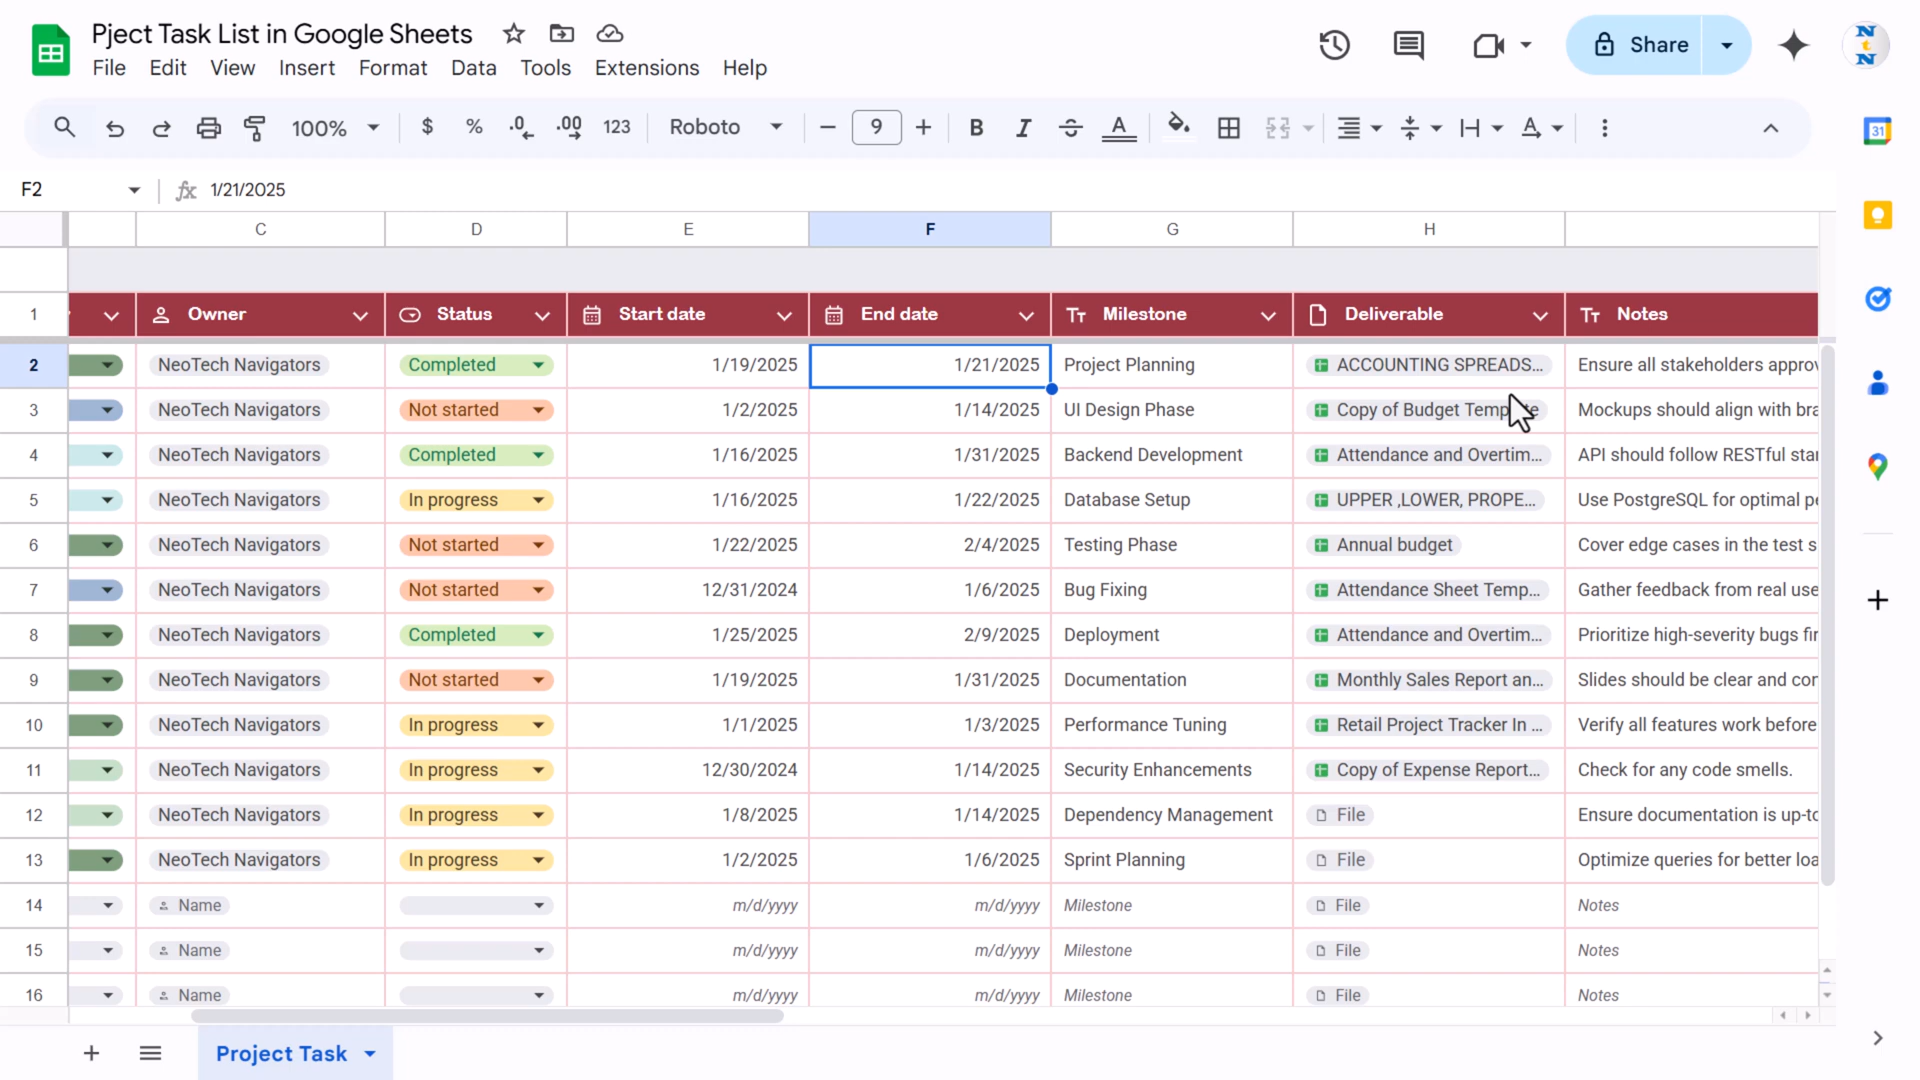 Pject Task List in Google Sheets
File Edit View Insert Format Data Tools Extensions Help
Share
100% $ % .0 .00 123 Roboto 9 B I S A A
F2 fx 1/21/2025
C D E F G H
1 Owner Status Start date End date Milestone Deliverable Notes
2 NeoTech Navigators Completed 1/19/2025 1/21/2025 Project Planning ACCOUNTING SPREADS... Ensure all stakeholders approv
3 NeoTech Navigators Not started 1/2/2025 1/14/2025 UI Design Phase Copy of Budget Temp te Mockups should align with bra
4 NeoTech Navigators Completed 1/16/2025 1/31/2025 Backend Development Attendance and Overtim... API should follow RESTful star
5 NeoTech Navigators In progress 1/16/2025 1/22/2025 Database Setup UPPER ,LOWER, PROPE... Use PostgreSQL for optimal pe
6 NeoTech Navigators Not started 1/22/2025 2/4/2025 Testing Phase Annual budget Cover edge cases in the test s
7 NeoTech Navigators Not started 12/31/2024 1/6/2025 Bug Fixing Attendance Sheet Temp... Gather feedback from real use
8 NeoTech Navigators Completed 1/25/2025 2/9/2025 Deployment Attendance and Overtim... Prioritize high-severity bugs fir
9 NeoTech Navigators Not started 1/19/2025 1/31/2025 Documentation Monthly Sales Report an... Slides should be clear and con
10 NeoTech Navigators In progress 1/1/2025 1/3/2025 Performance Tuning Retail Project Tracker In ... Verify all features work before
11 NeoTech Navigators In progress 12/30/2024 1/14/2025 Security Enhancements Copy of Expense Report... Check for any code smells.
12 NeoTech Navigators In progress 1/8/2025 1/14/2025 Dependency Management File Ensure documentation is up-to
13 NeoTech Navigators In progress 1/2/2025 1/6/2025 Sprint Planning File Optimize queries for better loa
14 Name m/d/yyyy m/d/yyyy Milestone File Notes
15 Name m/d/yyyy m/d/yyyy Milestone File Notes
16 Name m/d/yyyy m/d/yyyy Milestone File Notes
Project Task
N
t
N
31